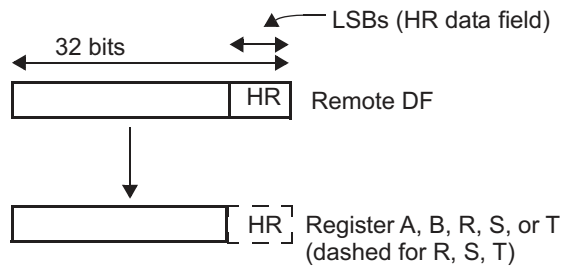 LSBs (HR data field)
32 bits
HR Remote DF
HR Register A, B, R, S, or T
(dashed for R, S, T)